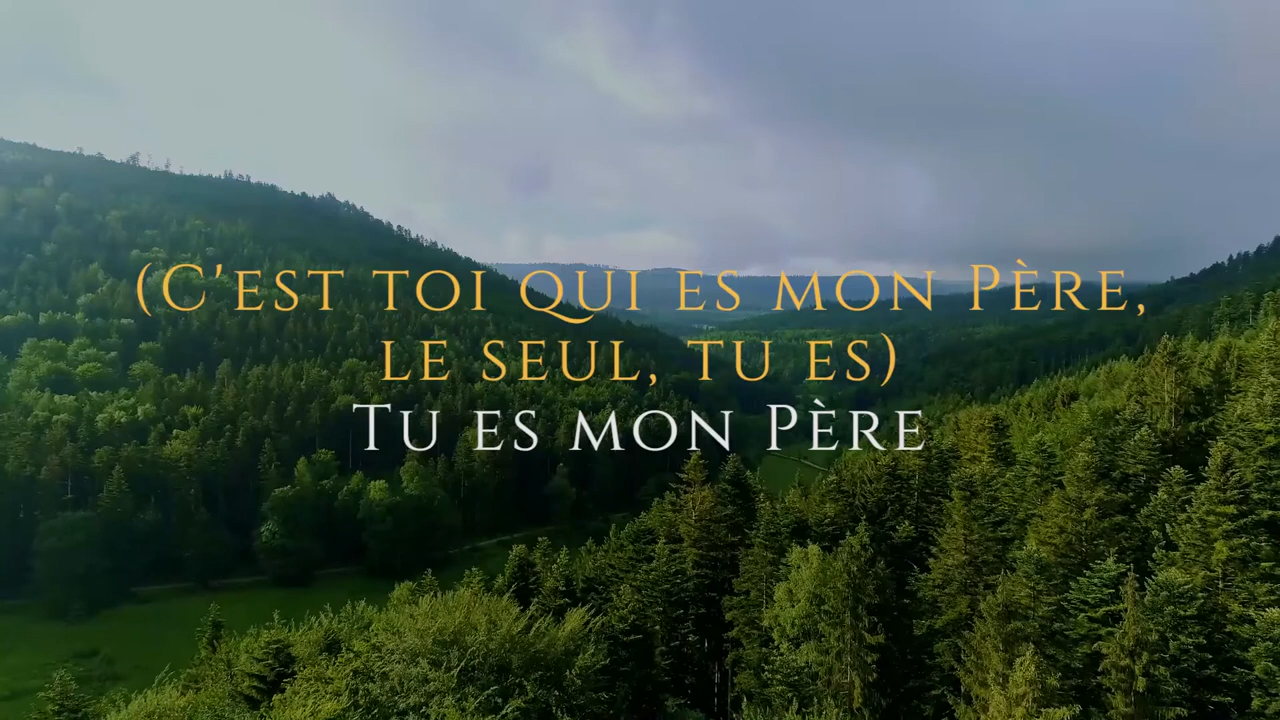 (C'est toi qui es mon Père,
le seul, tu es)
Tu es mon Père